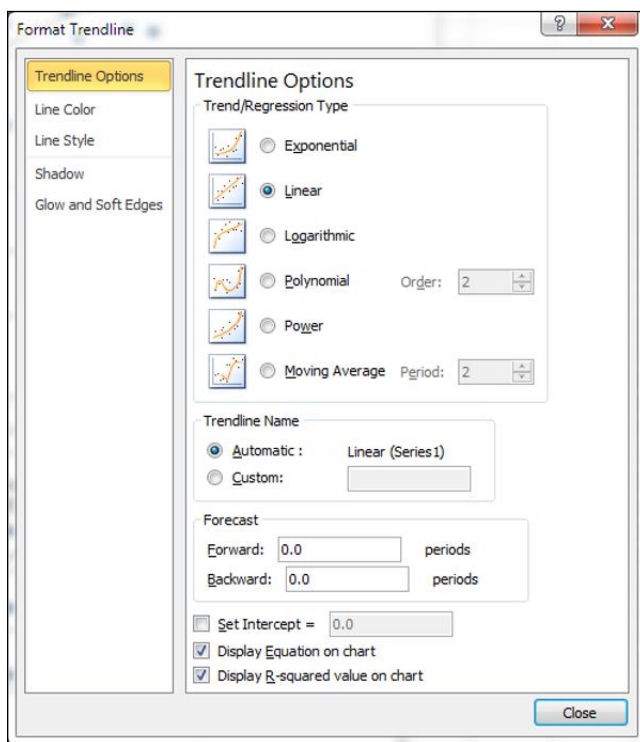 Format Trendline
Trendline Options
Line Color
Line Style
Shadow
Glow and Soft Edges
Trendline Options
Trend/Regression Type
Exponential
Linear
Logarithmic
Polynomial Order: 2
Power
Moving Average Period: 2
Trendline Name
Automatic : Linear (Series1)
Custom:
Forecast
Forward: 0.0 periods
Backward: 0.0 periods
Set Intercept = 0.0
Display Equation on chart
Display R-squared value on chart
Close